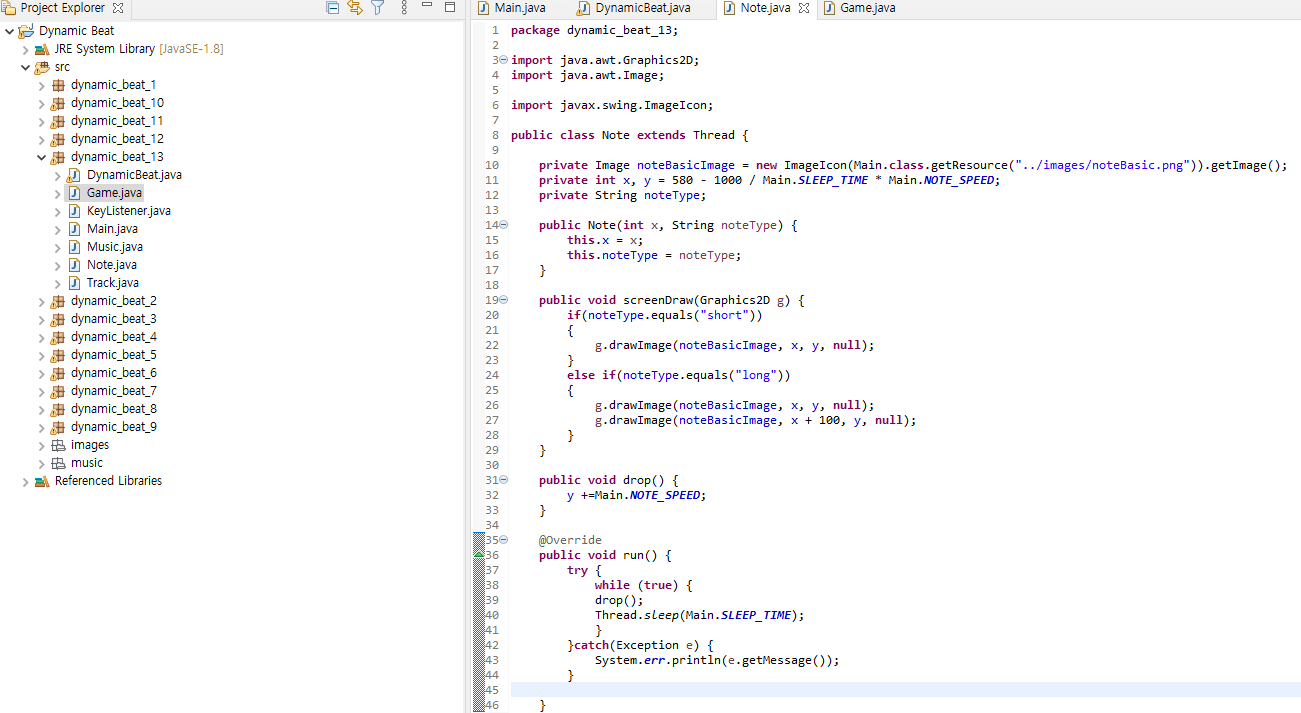 Project Explorer
Dynamic Beat
JRE System Library [JavaSE-1.8]
src
dynamic_beat_1
dynamic_beat_10
dynamic_beat_11
dynamic_beat_12
dynamic_beat_13
DynamicBeat.java
Game.java
KeyListener.java
Main.java
Music.java
Note.java
Track.java
dynamic_beat_2
dynamic_beat_3
dynamic_beat_4
dynamic_beat_5
dynamic_beat_6
dynamic_beat_7
dynamic_beat_8
dynamic_beat_9
images
music
Referenced Libraries
Main.java DynamicBeat.java Note.java Game.java
1 package dynamic_beat_13;
2
3 import java.awt.Graphics2D;
4 import java.awt.Image;
5
6 import javax.swing.ImageIcon;
7
8 public class Note extends Thread {
9
10 private Image noteBasicImage = new ImageIcon(Main.class.getResource("../images/noteBasic.png")).getImage();
11 private int x, y = 580 - 1000 / Main.SLEEP_TIME * Main.NOTE_SPEED;
12 private String noteType;
13
14 public Note(int x, String noteType) {
15 this.x = x;
16 this.noteType = noteType;
17 }
18
19 public void screenDraw(Graphics2D g) {
20 if(noteType.equals("short"))
21 {
22 g.drawImage(noteBasicImage, x, y, null);
23 }
24 else if(noteType.equals("long"))
25 {
26 g.drawImage(noteBasicImage, x, y, null);
27 g.drawImage(noteBasicImage, x + 100, y, null);
28 }
29 }
30
31 public void drop() {
32 y +=Main.NOTE_SPEED;
33 }
34
35 @Override
36 public void run() {
37 try {
38 while (true) {
39 drop();
40 Thread.sleep(Main.SLEEP_TIME);
41 }
42 }catch(Exception e) {
43 System.err.println(e.getMessage());
44 }
45
46 }